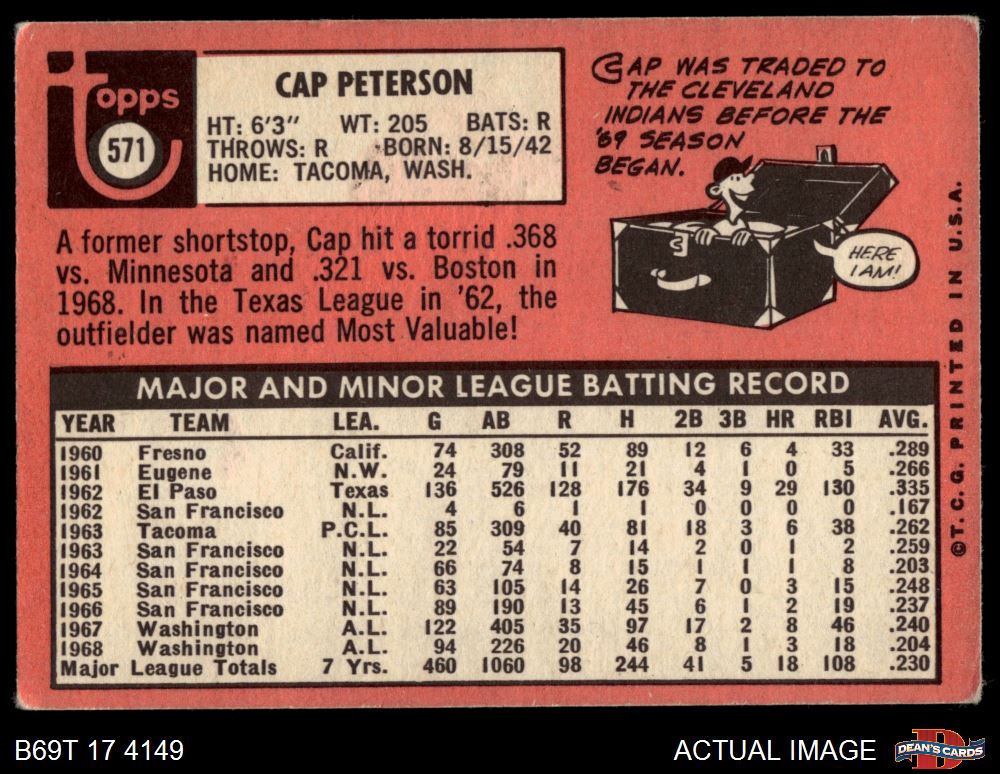 Topps
571
CAP PETERSON
HT: 6'3" WT: 205 BATS: R
THROWS: R BORN: 8/15/42
HOME: TACOMA, WASH.
CAP WAS TRADED TO
THE CLEVELAND
INDIANS BEFORE THE
'69 SEASON
BEGAN.
HERE
I AM!
A former shortstop, Cap hit a torrid .368
vs. Minnesota and .321 vs. Boston in
1968. In the Texas League in '62, the
outfielder was named Most Valuable!
MAJOR AND MINOR LEAGUE BATTING RECORD
YEAR TEAM LEA. G AB R H 2B 3B HR RBI AVG.
1960 Fresno Calif. 74 308 52 89 12 6 4 33 .289
1961 Eugene N.W. 24 79 11 21 4 1 0 5 .266
1962 El Paso Texas 136 526 128 176 34 9 29 130 .335
1962 San Francisco N.L. 4 6 1 1 0 0 0 0 .167
1963 Tacoma P.C.L. 85 309 40 81 18 3 6 38 .262
1963 San Francisco N.L. 22 54 7 14 2 0 1 2 .259
1964 San Francisco N.L. 66 74 8 15 1 1 1 8 .203
1965 San Francisco N.L. 63 105 14 26 7 0 3 15 .248
1966 San Francisco N.L. 89 190 13 45 6 1 2 19 .237
1967 Washington A.L. 122 405 35 97 17 2 8 46 .240
1968 Washington A.L. 94 226 20 46 8 1 3 18 .204
Major League Totals 7 Yrs. 460 1060 98 244 41 5 18 108 .230
©T.C.G. PRINTED IN U.S.A.
B69T 17 4149
ACTUAL IMAGE
D
DEAN'S CARDS